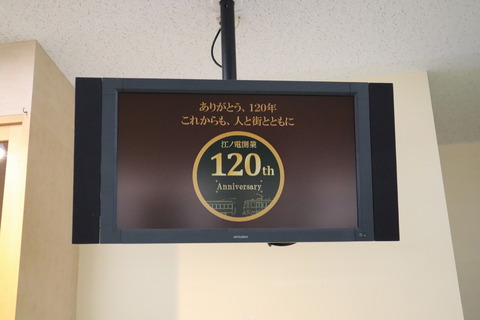 ありがとう、120年
これからも、人と街とともに
江ノ電開業
120th
Anniversary
MITSUBISHI